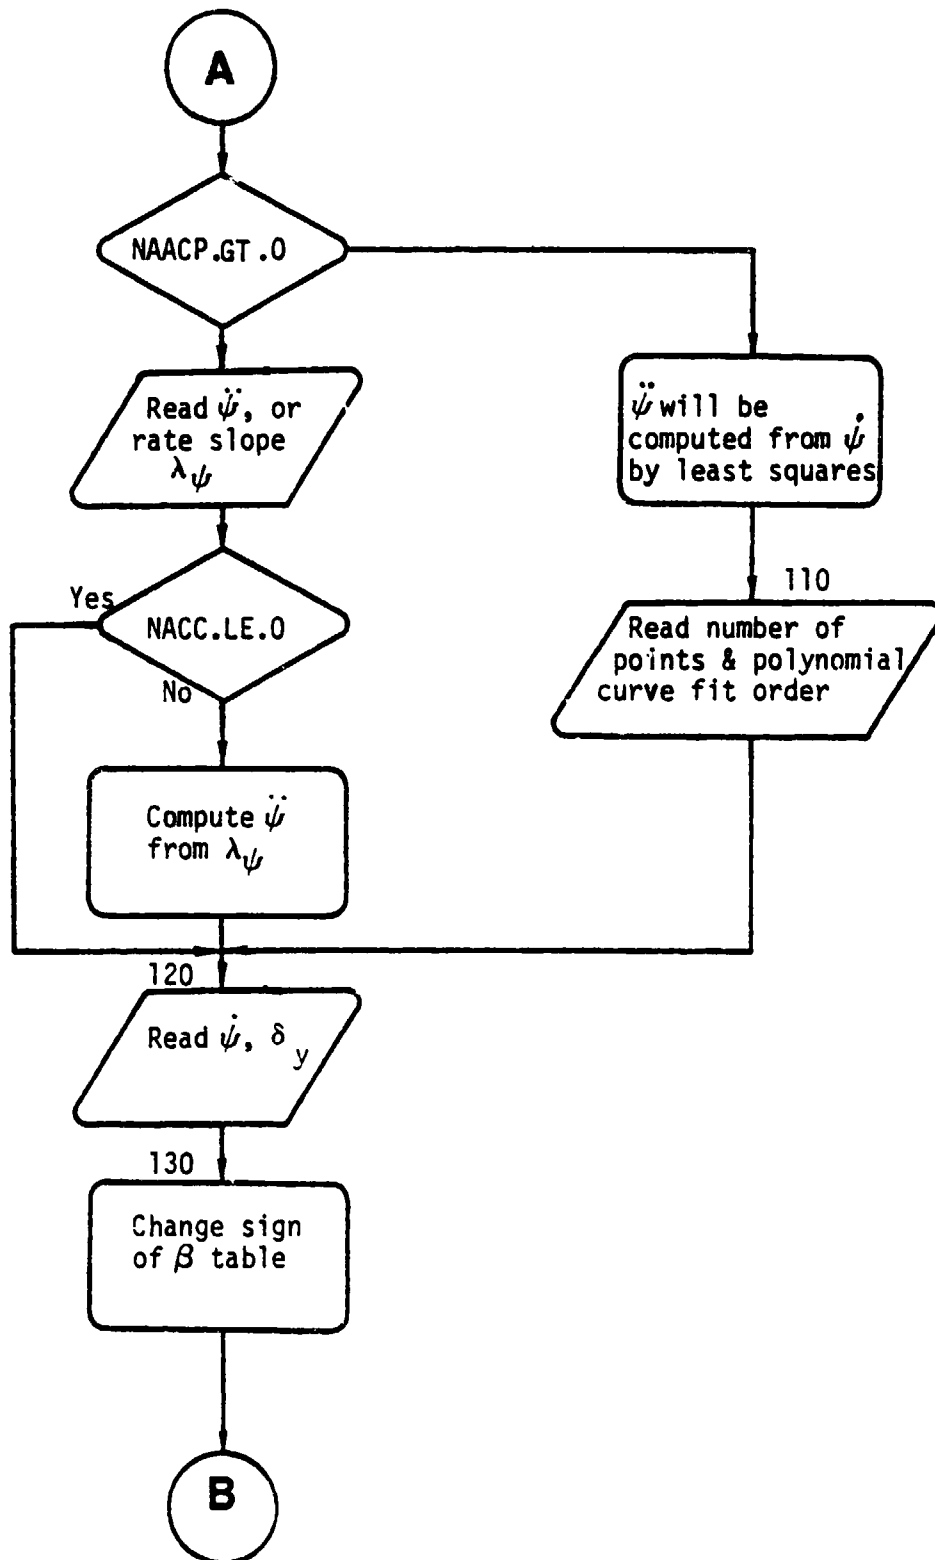 A
NAACP.GT.0
Read ψ̈, or
rate slope
λψ
Yes
NACC.LE.0
No
Compute ψ̈
from λψ
ψ̈ will be
computed from ψ̇
by least squares
110
Read number of
points & polynomial
curve fit order
120
Read ψ̇, δy
130
Change sign
of β table
B